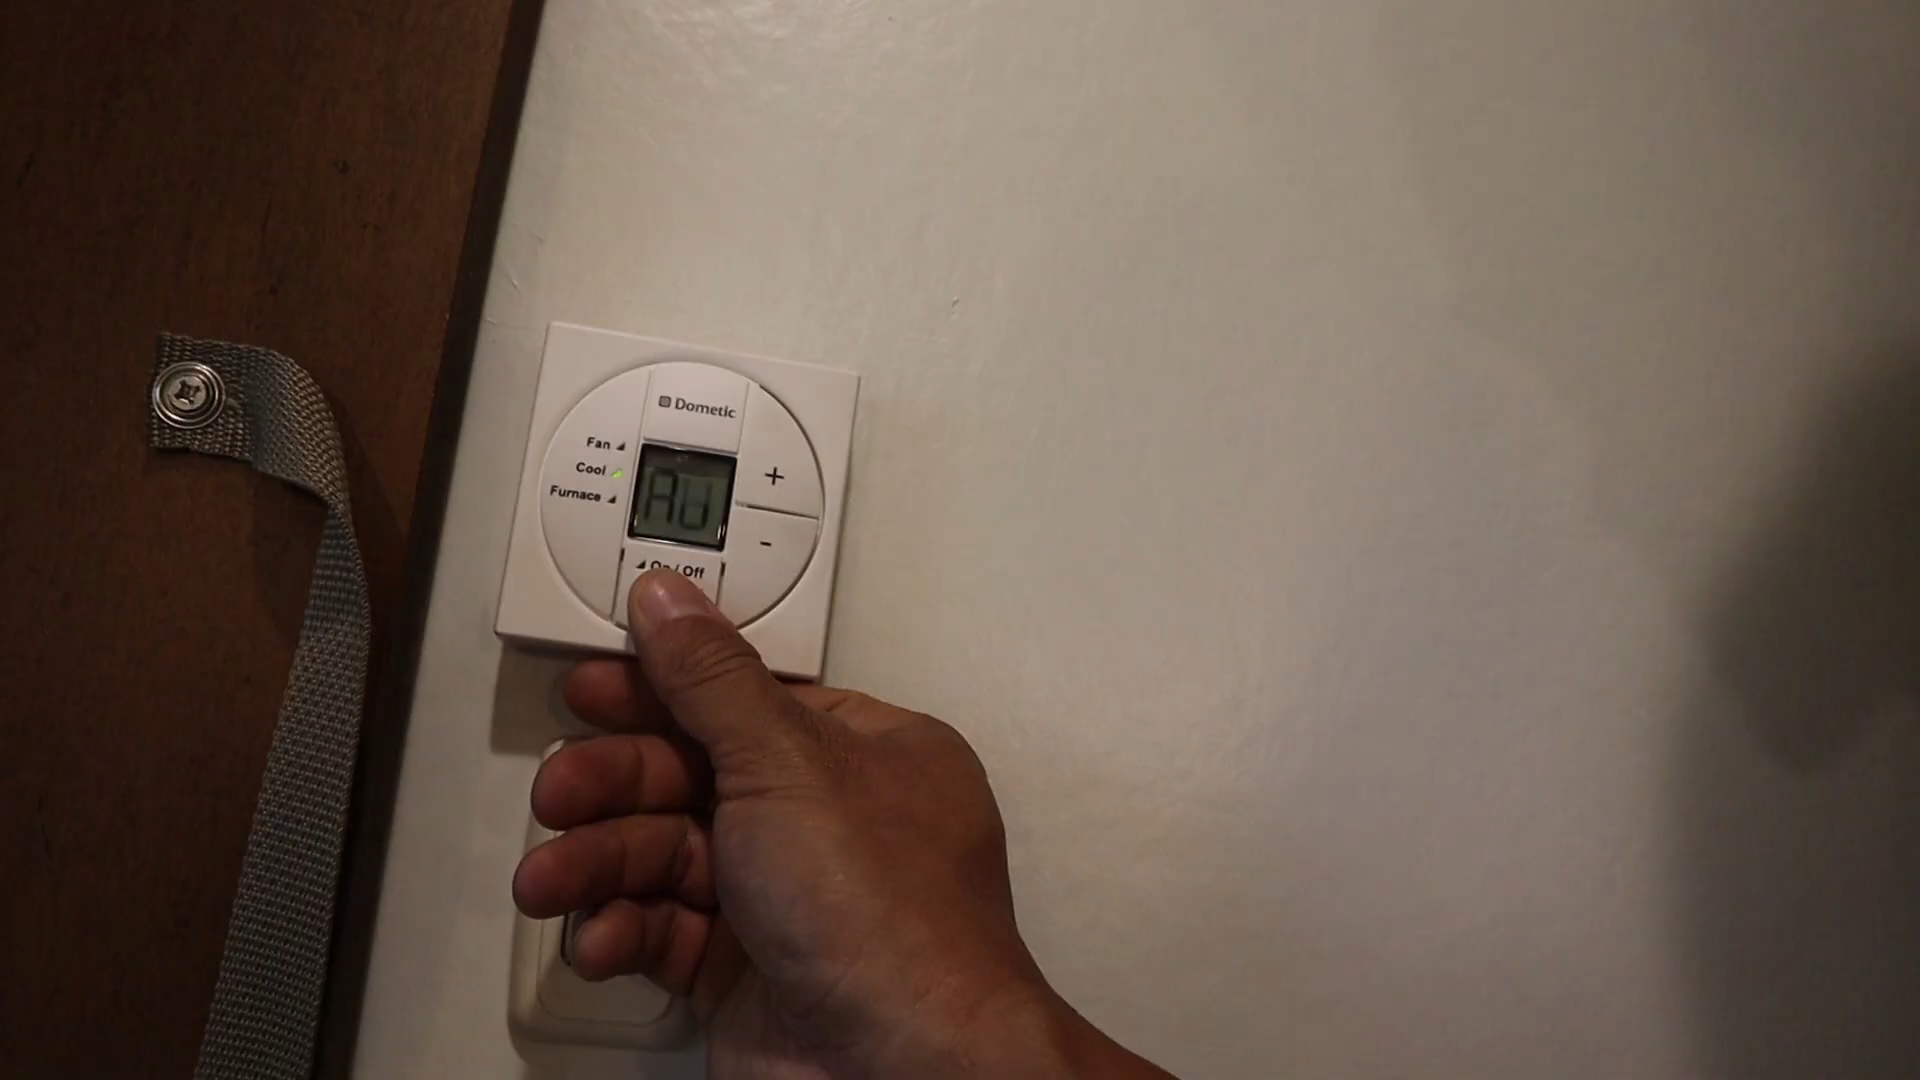 Dometic
Fan
Cool
Furnace
Au
+
-
On/Off